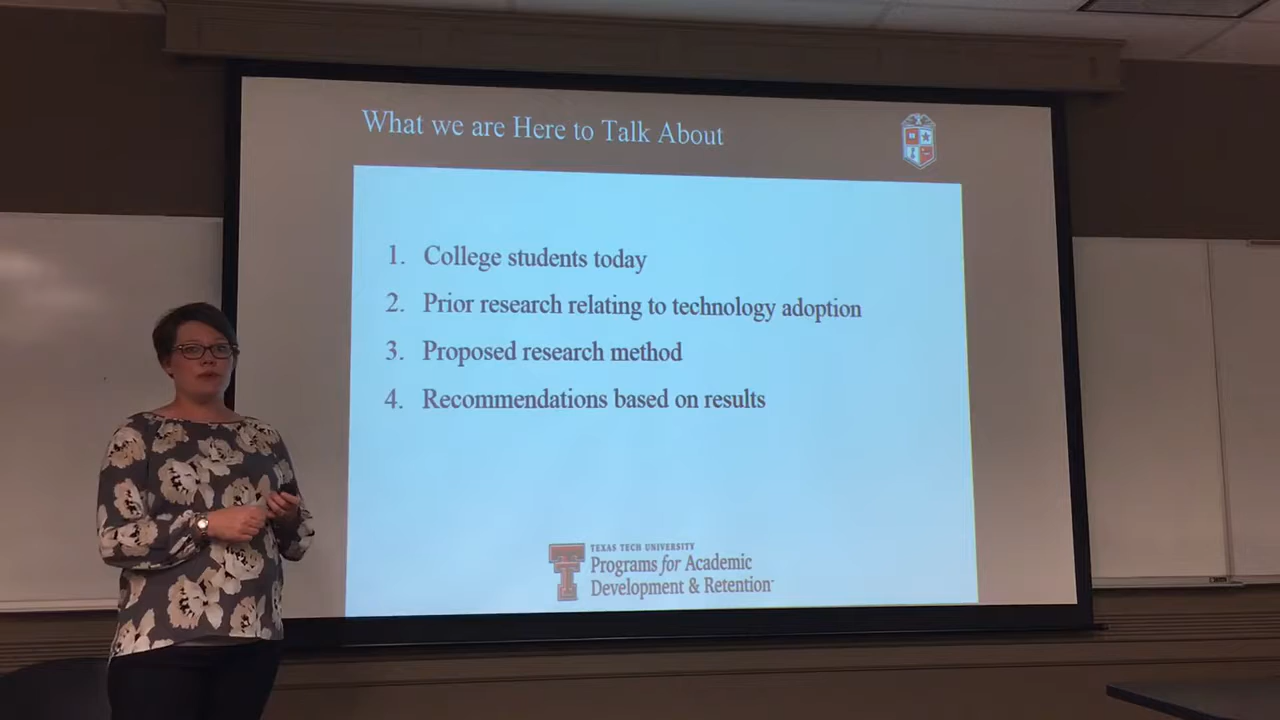 What we are Here to Talk About
1. College students today
2. Prior research relating to technology adoption
3. Proposed research method
4. Recommendations based on results
TEXAS TECH UNIVERSITY
Programs for Academic
Development & Retention